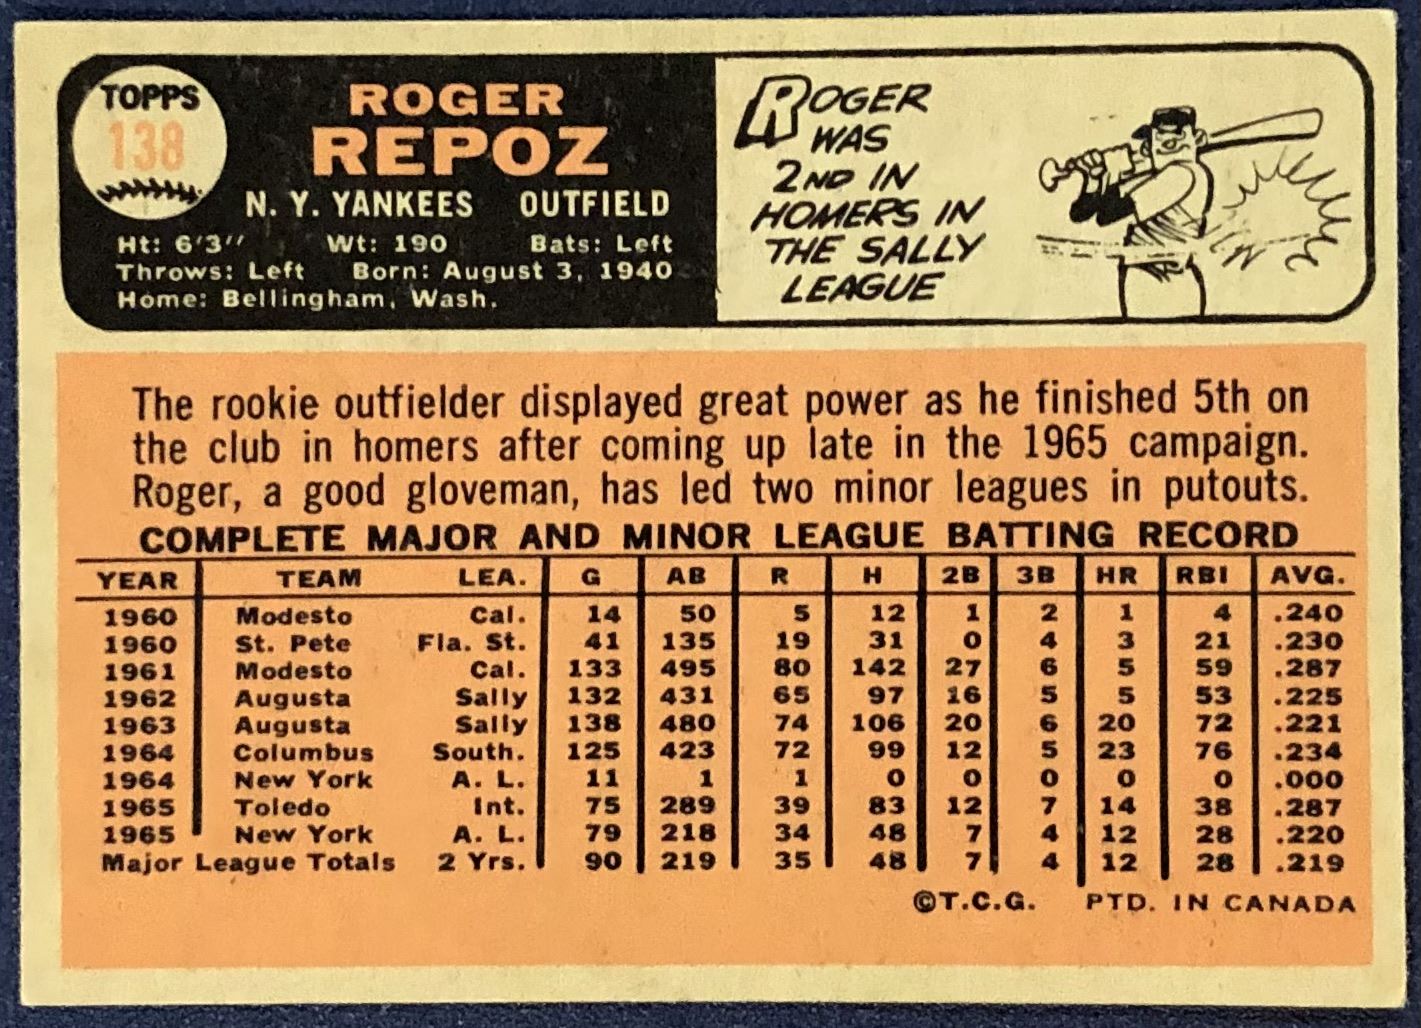 TOPPS
138
ROGER
REPOZ
N. Y. YANKEES OUTFIELD
Ht: 6'3" Wt: 190 Bats: Left
Throws: Left Born: August 3, 1940
Home: Bellingham, Wash.
ROGER
WAS
2ND IN
HOMERS IN
THE SALLY
LEAGUE
The rookie outfielder displayed great power as he finished 5th on
the club in homers after coming up late in the 1965 campaign.
Roger, a good gloveman, has led two minor leagues in putouts.
COMPLETE MAJOR AND MINOR LEAGUE BATTING RECORD
YEAR TEAM LEA. G AB R H 2B 3B HR RBI AVG.
1960 Modesto Cal. 14 50 5 12 1 2 1 4 .240
1960 St. Pete Fla. St. 41 135 19 31 0 4 3 21 .230
1961 Modesto Cal. 133 495 80 142 27 6 5 59 .287
1962 Augusta Sally 132 431 65 97 16 5 5 53 .225
1963 Augusta Sally 138 480 74 106 20 6 20 72 .221
1964 Columbus South. 125 423 72 99 12 5 23 76 .234
1964 New York A. L. 11 1 1 0 0 0 0 0 .000
1965 Toledo Int. 75 289 39 83 12 7 14 38 .287
1965 New York A. L. 79 218 34 48 7 4 12 28 .220
Major League Totals 2 Yrs. 90 219 35 48 7 4 12 28 .219
©T.C.G. PTD. IN CANADA